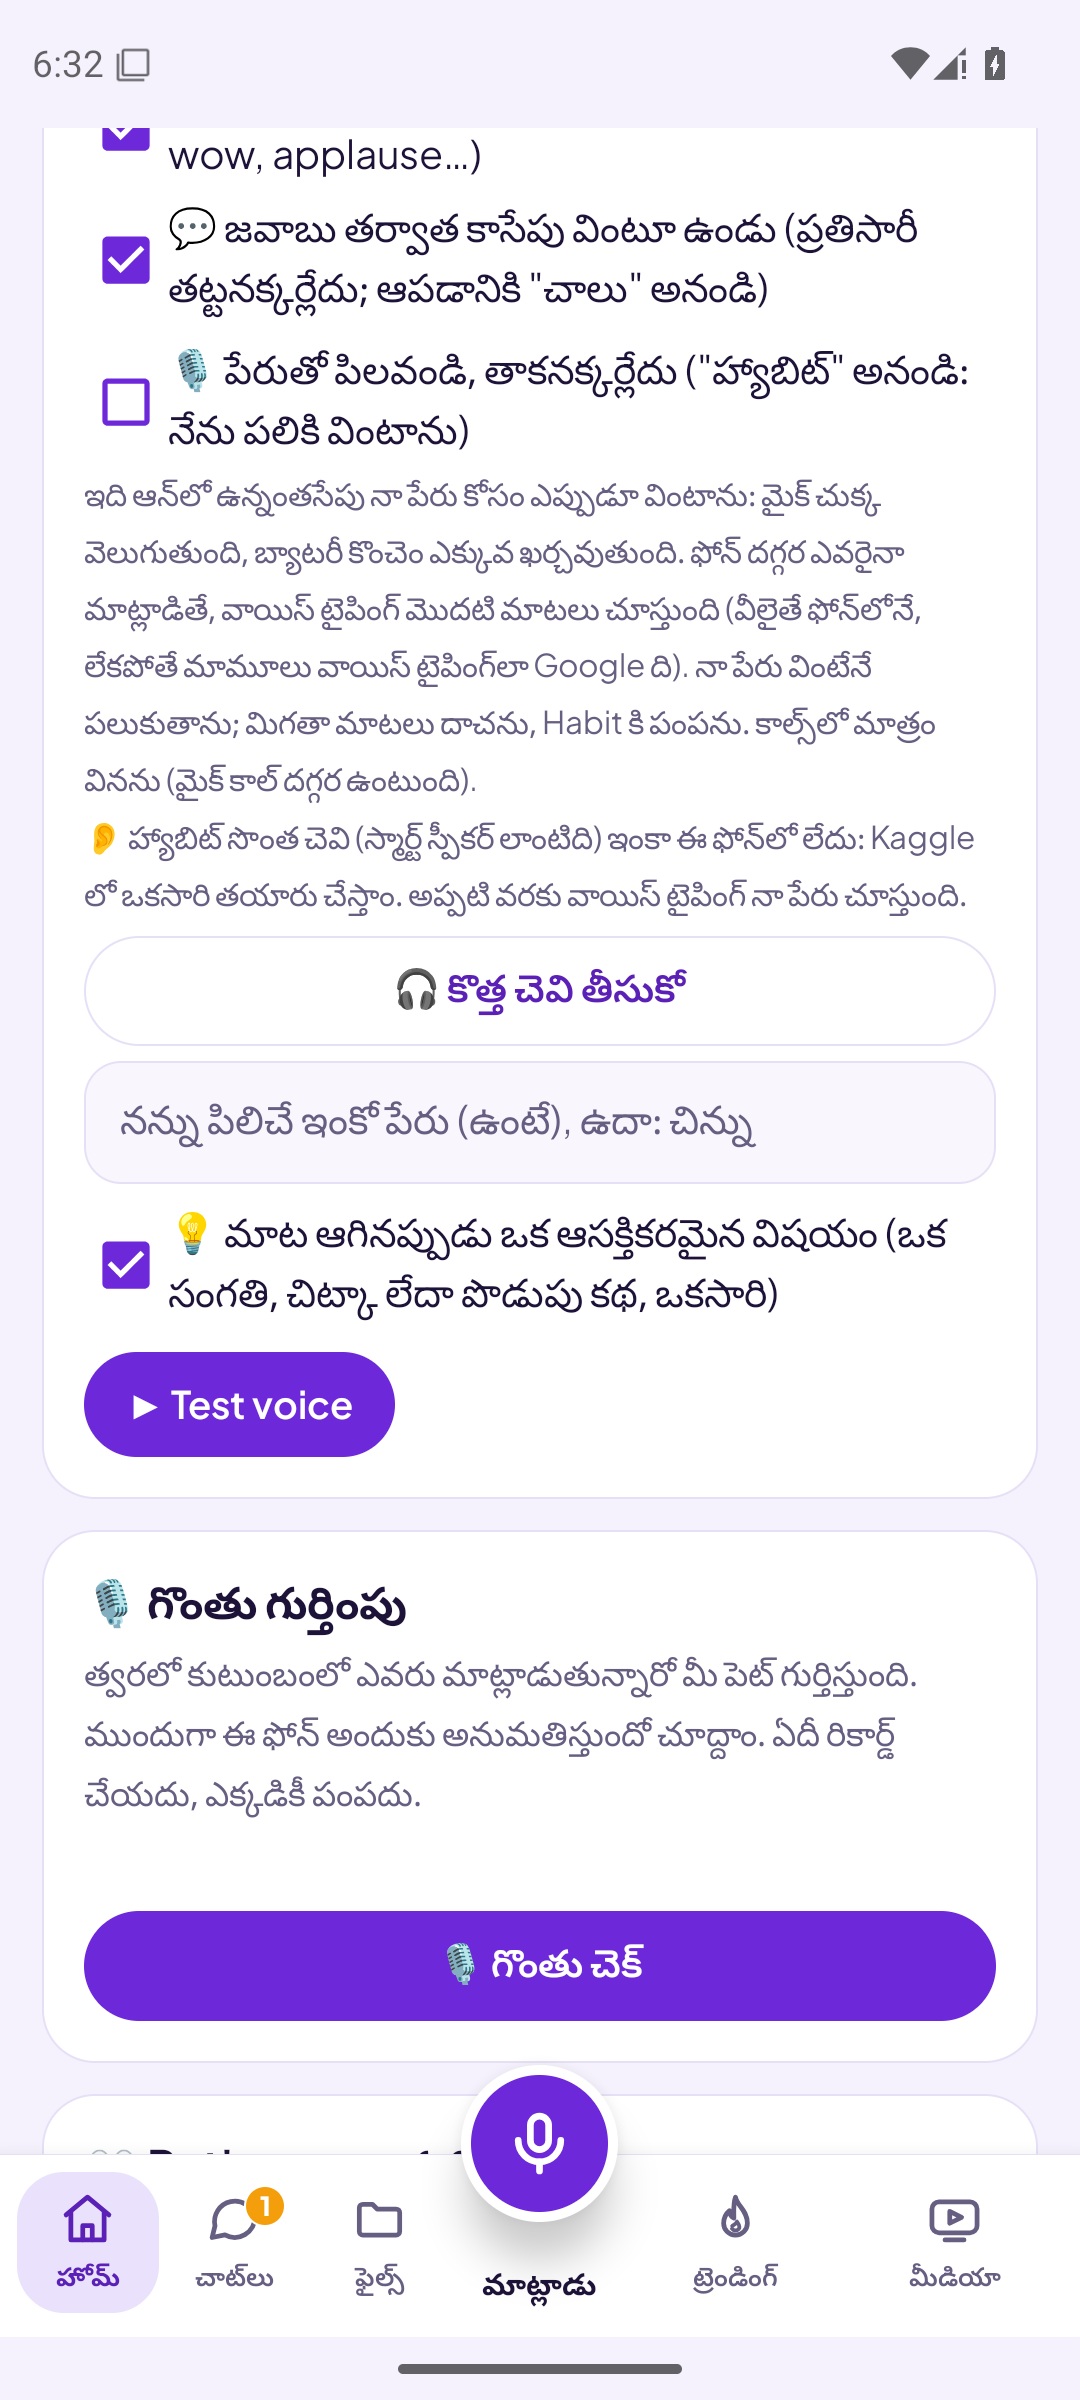 6:32
wow, applause...)
💬 జవాబు తర్వాత కాసేపు వింటూ ఉండు (ప్రతిసారీ
తట్టనక్కర్లేదు; ఆపడానికి "చాలు" అనండి)
🎙️ పేరుతో పిలవండి, తాకనక్కర్లేదు ("హ్యాబిట్" అనండి:
నేను పలికి వింటాను)
ఇది ఆన్‌లో ఉన్నంతసేపు నా పేరు కోసం ఎప్పుడూ వింటాను: మైక్ చుక్క
వెలుగుతుంది, బ్యాటరీ కొంచెం ఎక్కువ ఖర్చవుతుంది. ఫోన్ దగ్గర ఎవరైనా
మాట్లాడితే, వాయిస్ టైపింగ్ మొదటి మాటలు చూస్తుంది (వీలైతే ఫోన్‌లోనే,
లేకపోతే మామూలు వాయిస్ టైపింగ్‌లా Google ది). నా పేరు వింటేనే
పలుకుతాను; మిగతా మాటలు దాచను, Habit కి పంపను. కాల్స్‌లో మాత్రం
వినను (మైక్ కాల్ దగ్గర ఉంటుంది).
👂 హ్యాబిట్ సొంత చెవి (స్మార్ట్ స్పీకర్ లాంటిది) ఇంకా ఈ ఫోన్‌లో లేదు: Kaggle
లో ఒకసారి తయారు చేస్తాం. అప్పటి వరకు వాయిస్ టైపింగ్ నా పేరు చూస్తుంది.
🎧 కొత్త చెవి తీసుకో
నన్ను పిలిచే ఇంకో పేరు (ఉంటే), ఉదా: చిన్ను
💡 మాట ఆగినప్పుడు ఒక ఆసక్తికరమైన విషయం (ఒక
సంగతి, చిట్కా లేదా పొడుపు కథ, ఒకసారి)
▶ Test voice
🎙️ గొంతు గుర్తింపు
త్వరలో కుటుంబంలో ఎవరు మాట్లాడుతున్నారో మీ పెట్ గుర్తిస్తుంది.
ముందుగా ఈ ఫోన్ అందుకు అనుమతిస్తుందో చూద్దాం. ఏదీ రికార్డ్
చేయదు, ఎక్కడికీ పంపదు.
🎙️ గొంతు చెక్
1
హోమ్
చాట్‌లు
ఫైల్స్
మాట్లాడు
ట్రెండింగ్
మీడియా